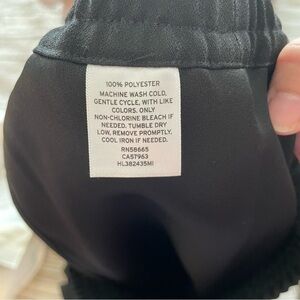 100% POLYESTER
MACHINE WASH COLD,
GENTLE CYCLE, WITH LIKE
COLORS. ONLY
NON-CHLORINE BLEACH IF
NEEDED. TUMBLE DRY
LOW, REMOVE PROMPTLY.
COOL IRON IF NEEDED.
RN58665
CA57963
HL382435MI